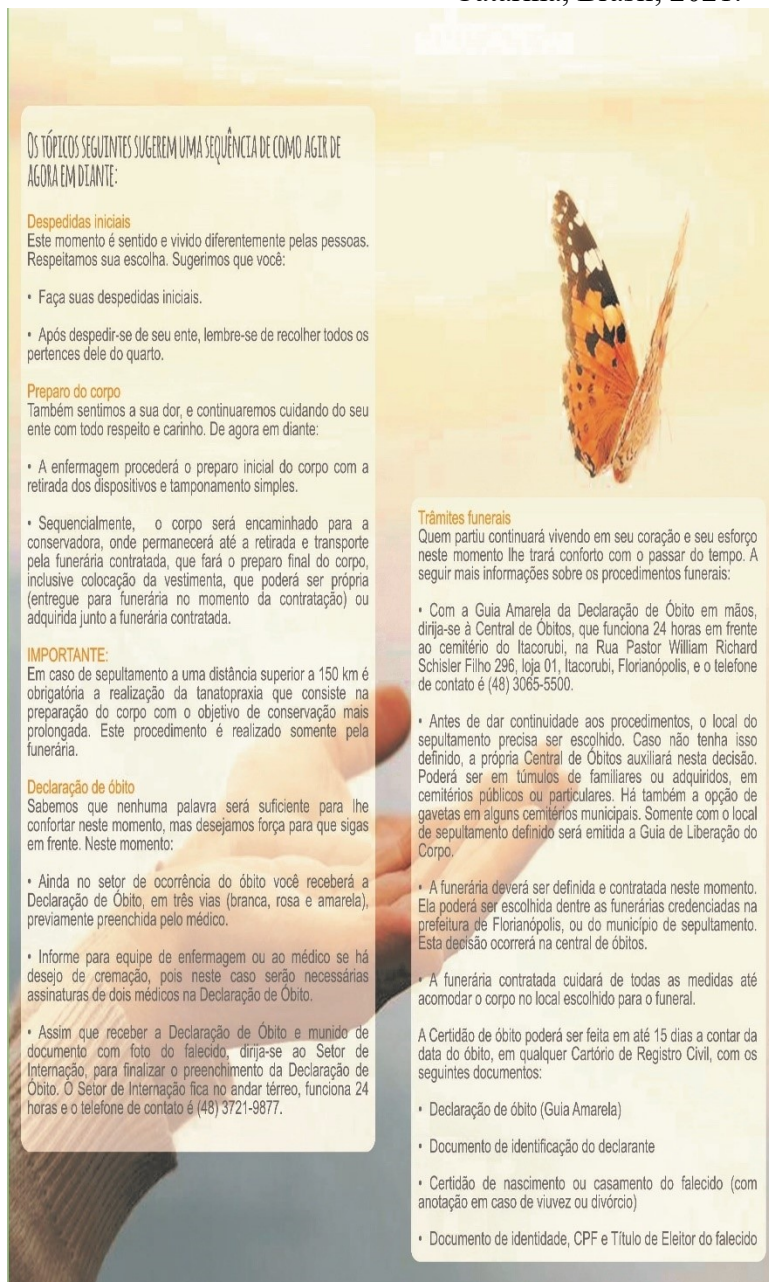 Os tópicos seguintes sugerem uma sequência de como agir de
agora em diante:
Despedidas iniciais
Este momento é sentido e vivido diferentemente pelas pessoas.
Respeitamos sua escolha. Sugerimos que você:
• Faça suas despedidas iniciais.
• Após despedir-se de seu ente, lembre-se de recolher todos os
pertences dele do quarto.
Preparo do corpo
Também sentimos a sua dor, e continuaremos cuidando do seu
ente com todo respeito e carinho. De agora em diante:
• A enfermagem procederá o preparo inicial do corpo com a
retirada dos dispositivos e tamponamento simples.
• Sequencialmente, o corpo será encaminhado para a
conservadora, onde permanecerá até a retirada e transporte
pela funerária contratada, que fará o preparo final do corpo,
inclusive colocação da vestimenta, que poderá ser própria
(entregue para funerária no momento da contratação) ou
adquirida junto a funerária contratada.
IMPORTANTE:
Em caso de sepultamento a uma distância superior a 150 km é
obrigatória a realização da tanatopraxia que consiste na
preparação do corpo com o objetivo de conservação mais
prolongada. Este procedimento é realizado somente pela
funerária.
Declaração de óbito
Sabemos que nenhuma palavra será suficiente para lhe
confortar neste momento, mas desejamos força para que sigas
em frente. Neste momento:
• Ainda no setor de ocorrência do óbito você receberá a
Declaração de Óbito, em três vias (branca, rosa e amarela),
previamente preenchida pelo médico.
• Informe para equipe de enfermagem ou ao médico se há
desejo de cremação, pois neste caso serão necessárias
assinaturas de dois médicos na Declaração de Óbito.
• Assim que receber a Declaração de Óbito e munido de
documento com foto do falecido, dirija-se ao Setor de
Internação, para finalizar o preenchimento da Declaração de
Óbito. O Setor de Internação fica no andar térreo, funciona 24
horas e o telefone de contato é (48) 3721-9877.
Trâmites funerais
Quem partiu continuará vivendo em seu coração e seu esforço
neste momento lhe trará conforto com o passar do tempo. A
seguir mais informações sobre os procedimentos funerais:
• Com a Guia Amarela da Declaração de Óbito em mãos,
dirija-se à Central de Óbitos, que funciona 24 horas em frente
ao cemitério do Itacorubi, na Rua Pastor William Richard
Schisler Filho 296, loja 01, Itacorubi, Florianópolis, e o telefone
de contato é (48) 3065-5500.
• Antes de dar continuidade aos procedimentos, o local do
sepultamento precisa ser escolhido. Caso não tenha isso
definido, a própria Central de Óbitos auxiliará nesta decisão.
Poderá ser em túmulos de familiares ou adquiridos, em
cemitérios públicos ou particulares. Há também a opção de
gavetas em alguns cemitérios municipais. Somente com o local
de sepultamento definido será emitida a Guia de Liberação do
Corpo.
• A funerária deverá ser definida e contratada neste momento.
Ela poderá ser escolhida dentre as funerárias credenciadas na
prefeitura de Florianópolis, ou do município de sepultamento.
Esta decisão ocorrerá na central de óbitos.
• A funerária contratada cuidará de todas as medidas até
acomodar o corpo no local escolhido para o funeral.
A Certidão de óbito poderá ser feita em até 15 dias a contar da
data do óbito, em qualquer Cartório de Registro Civil, com os
seguintes documentos:
• Declaração de óbito (Guia Amarela)
• Documento de identificação do declarante
• Certidão de nascimento ou casamento do falecido (com
anotação em caso de viuvez ou divórcio)
• Documento de identidade, CPF e Título de Eleitor do falecido